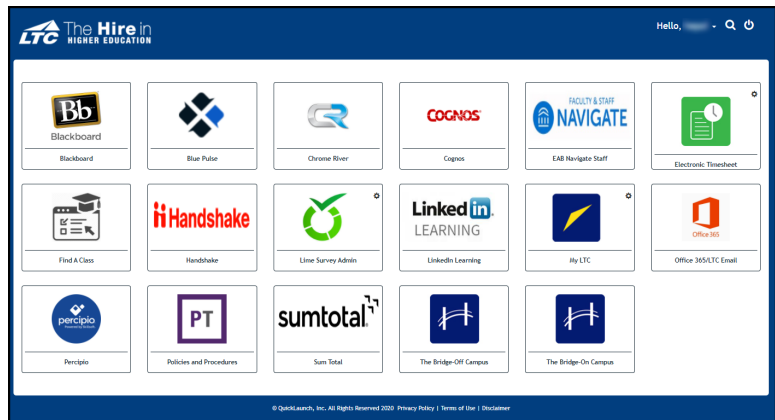 LTC The Hire in
HIGHER EDUCATION
Hello,
Bb
Blackboard
Blackboard
Blue Pulse
CR
Chrome River
COGNOS
Cognos
FACULTY & STAFF
NAVIGATE
EAB Navigate Staff
Electronic Timesheet
Find A Class
Handshake
Handshake
Lime Survey Admin
Linked in.
LEARNING
LinkedIn Learning
My LTC
Office 365
Office 365/LTC Email
percipio
Percipio
PT
Policies and Procedures
sumtotal
Sum Total
The Bridge-Off Campus
The Bridge-On Campus
© QuickLaunch, Inc. All Rights Reserved 2020 Privacy Policy | Terms of Use | Disclaimer